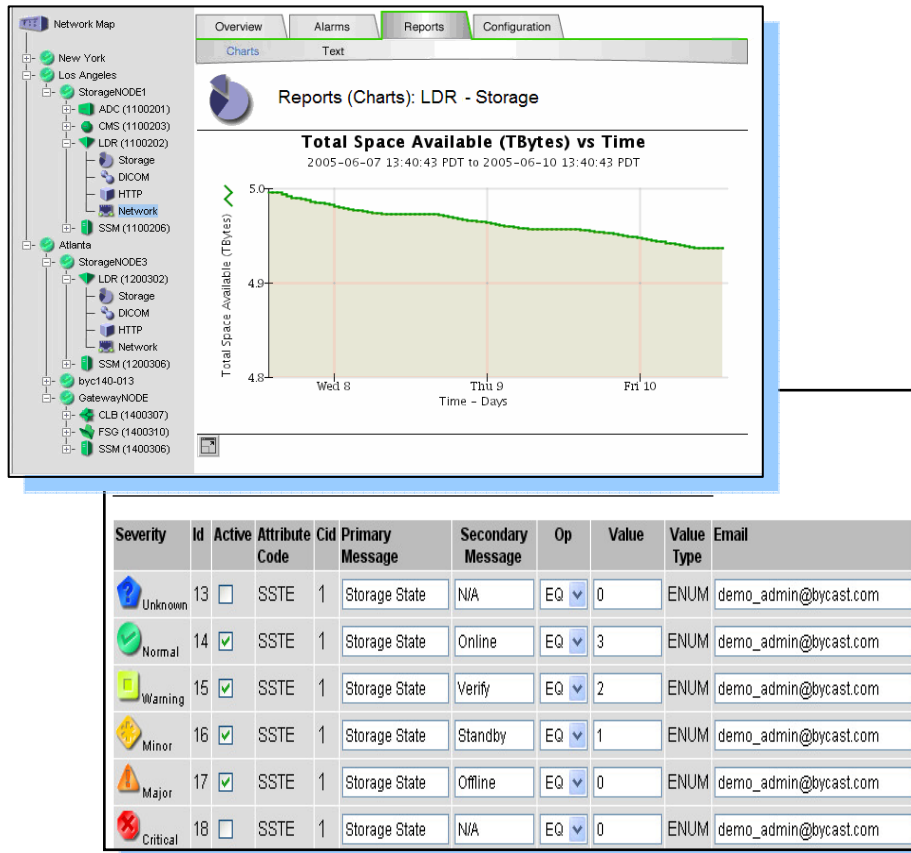 Network Map
New York
Los Angeles
StorageNODE1
ADC (1100201)
CMS (1100203)
LDR (1100202)
Storage
DICOM
HTTP
Network
SSM (1100206)
Atlanta
StorageNODE3
LDR (1200302)
Storage
DICOM
HTTP
Network
SSM (1200306)
byc140-013
GatewayNODE
CLB (1400307)
FSG (1400310)
SSM (1400306)
Overview Alarms Reports Configuration
Charts Text
Reports (Charts): LDR - Storage
Total Space Available (TBytes) vs Time
2005-06-07 13:40:43 PDT to 2005-06-10 13:40:43 PDT
Total Space Available (TBytes)
5.0
4.9
4.8
Wed 8 Thu 9 Fri 10
Time - Days
Severity Id Active Attribute Code Cid Primary Message Secondary Message Op Value Value Type Email
Unknown 13 SSTE 1 Storage State N/A EQ 0 ENUM demo_admin@bycast.com
Normal 14 SSTE 1 Storage State Online EQ 3 ENUM demo_admin@bycast.com
Warning 15 SSTE 1 Storage State Verify EQ 2 ENUM demo_admin@bycast.com
Minor 16 SSTE 1 Storage State Standby EQ 1 ENUM demo_admin@bycast.com
Major 17 SSTE 1 Storage State Offline EQ 0 ENUM demo_admin@bycast.com
Critical 18 SSTE 1 Storage State N/A EQ 0 ENUM demo_admin@bycast.com